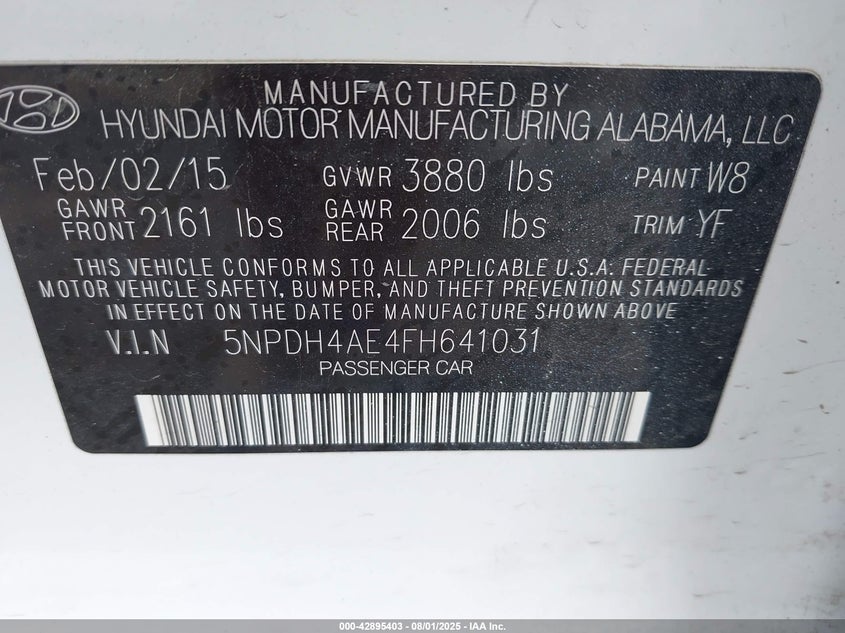 MANUFACTURED BY
HYUNDAI MOTOR MANUFACTURING ALABAMA, LLC
Feb/02/15 GVWR 3880 lbs PAINT W8
GAWR FRONT 2161 lbs GAWR REAR 2006 lbs TRIM YF
THIS VEHICLE CONFORMS TO ALL APPLICABLE U.S.A. FEDERAL
MOTOR VEHICLE SAFETY, BUMPER, AND THEFT PREVENTION STANDARDS
IN EFFECT ON THE DATE OF MANUFACTURE SHOWN ABOVE
V.I.N 5NPDH4AE4FH641031
PASSENGER CAR
000-42895403 - 08/01/2025 - IAA Inc.